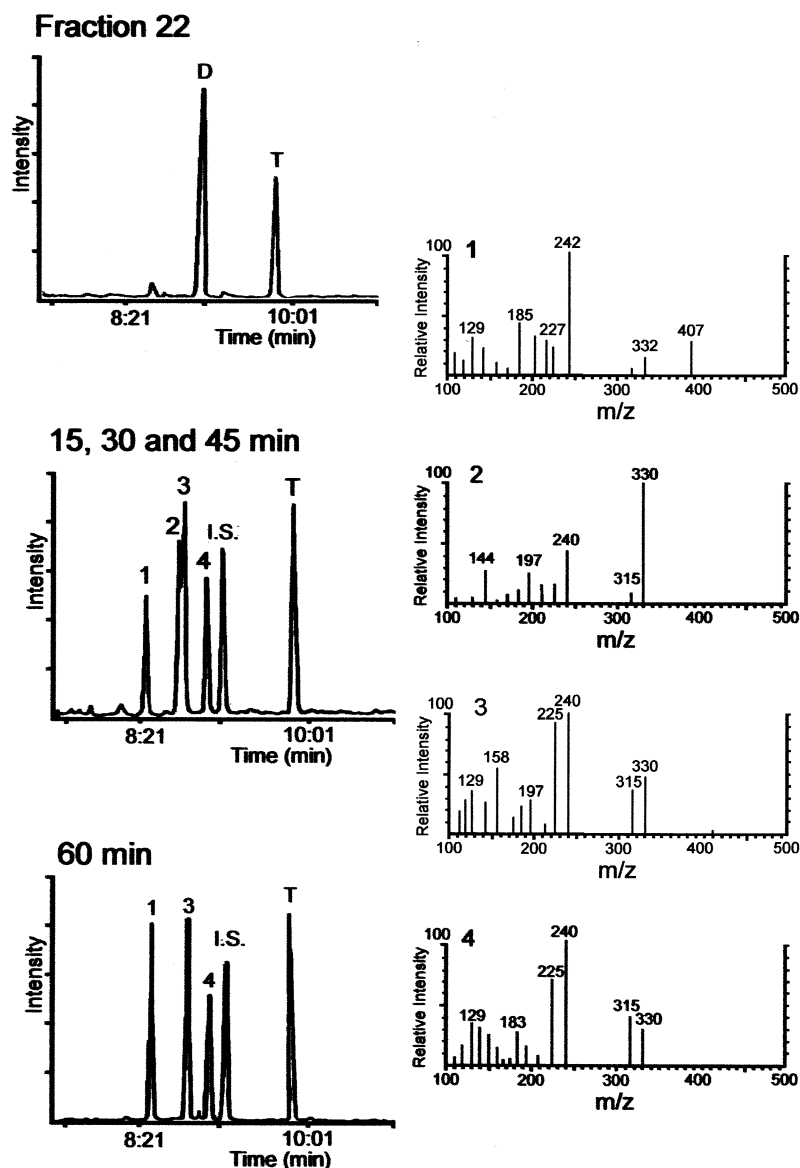 Fraction 22
D
T
Intensity
8:21
10:01
Time (min)
15, 30 and 45 min
1
2
3
4
I.S.
T
Intensity
8:21
10:01
Time (min)
60 min
1
3
4
I.S.
T
Intensity
8:21
10:01
Time (min)
1
100
Relative Intensity
129
185
227
242
332
407
100 200 300 400 500
m/z
2
100
Relative Intensity
144
197
240
315
330
100 200 300 400 500
m/z
3
100
Relative Intensity
129
158
197
225
240
315
330
100 200 300 400 500
m/z
4
100
Relative Intensity
129
183
225
240
315
330
100 200 300 400 500
m/z